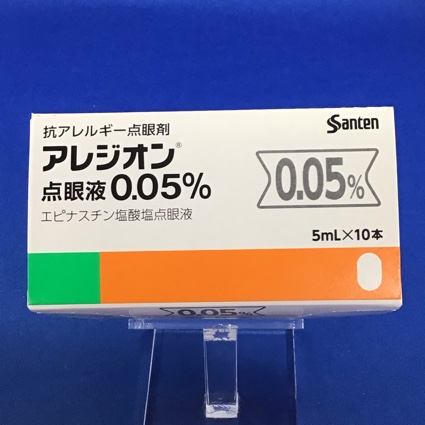 抗アレルギー点眼剤
Santen
アレジオン®
点眼液 0.05%
0.05%
エピナスチン塩酸塩点眼液
5mL×10本
0.05%